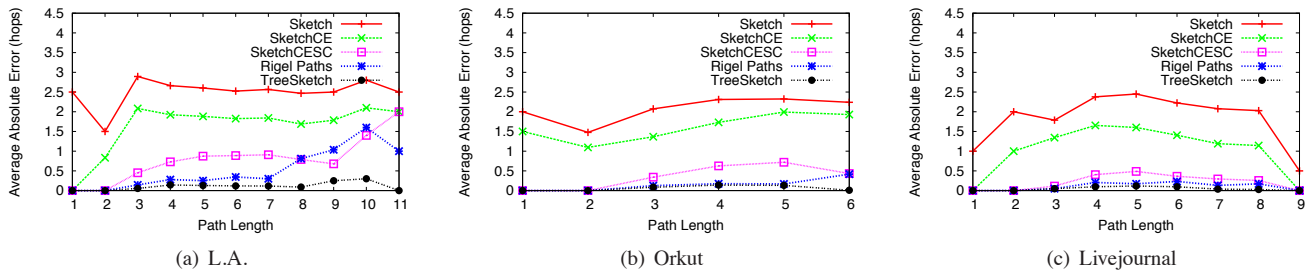 4.5
4
3.5
3
2.5
2
1.5
1
0.5
0
1 2 3 4 5 6 7 8 9 10 11
Average Absolute Error (hops)
Path Length
Sketch
SketchCE
SketchCESC
Rigel Paths
TreeSketch
(a) L.A.
4.5
4
3.5
3
2.5
2
1.5
1
0.5
0
1 2 3 4 5 6
Average Absolute Error (hops)
Path Length
Sketch
SketchCE
SketchCESC
Rigel Paths
TreeSketch
(b) Orkut
4.5
4
3.5
3
2.5
2
1.5
1
0.5
0
1 2 3 4 5 6 7 8 9
Average Absolute Error (hops)
Path Length
Sketch
SketchCE
SketchCESC
Rigel Paths
TreeSketch
(c) Livejournal